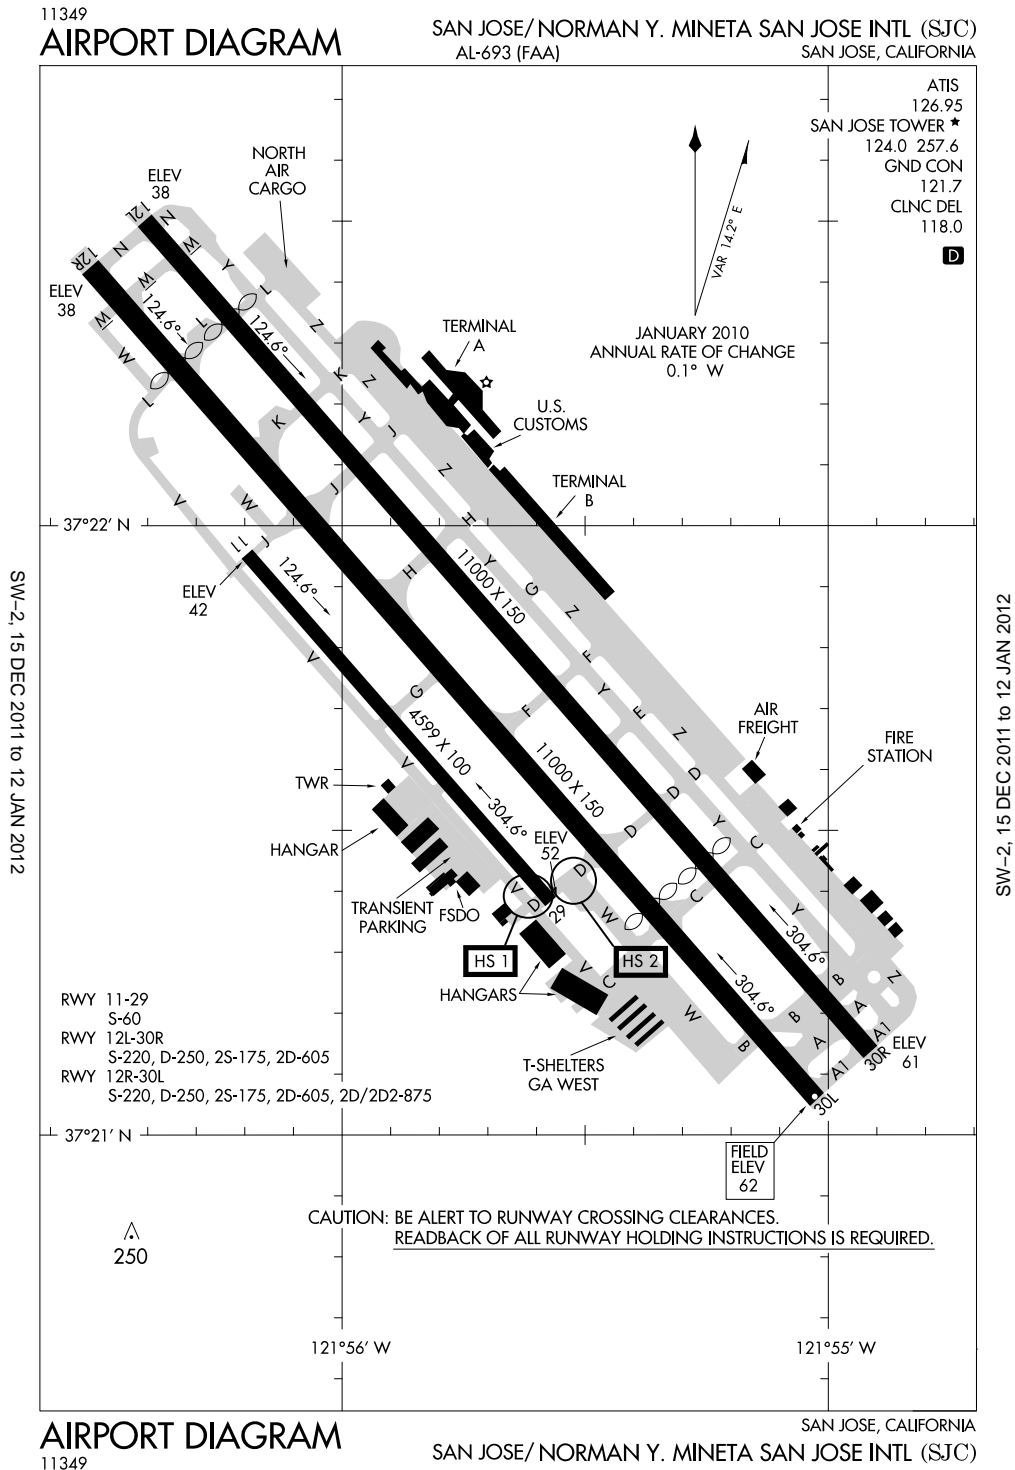 11349
AIRPORT DIAGRAM
SAN JOSE/ NORMAN Y. MINETA SAN JOSE INTL (SJC)
AL-693 (FAA)
SAN JOSE, CALIFORNIA
ATIS
126.95
SAN JOSE TOWER ★
124.0 257.6
GND CON
121.7
CLNC DEL
118.0
D
NORTH
AIR
CARGO
ELEV
38
12L
N
W
Y
L
Z
12R
N
W
ELEV
38
W
W
L
124.6°
124.6°
L
K
Z
Y
J
K
Z
VAR 14.2° E
JANUARY 2010
ANNUAL RATE OF CHANGE
0.1° W
TERMINAL
A
U.S.
CUSTOMS
TERMINAL
B
37°22' N
V
W
J
J
11
ELEV
42
124.6°
H
H
Y
G
Z
11000 X 150
V
G
F
F
Y
E
Z
4599 X 100
11000 X 150
V
304.6°
D
D
D
Y
C
AIR
FREIGHT
FIRE
STATION
TWR
HANGAR
TRANSIENT
PARKING
FSDO
ELEV
52
V
D
29
D
W
C
Y
HS 1
HS 2
HANGARS
V
C
W
304.6°
304.6°
B
B
B
A
A
Z
A1
A1
30R
ELEV
61
30L
T-SHELTERS
GA WEST
RWY 11-29
S-60
RWY 12L-30R
S-220, D-250, 2S-175, 2D-605
RWY 12R-30L
S-220, D-250, 2S-175, 2D-605, 2D/2D2-875
37°21' N
FIELD
ELEV
62
CAUTION: BE ALERT TO RUNWAY CROSSING CLEARANCES.
READBACK OF ALL RUNWAY HOLDING INSTRUCTIONS IS REQUIRED.
250
121°56' W
121°55' W
SW-2, 15 DEC 2011 to 12 JAN 2012
SW-2, 15 DEC 2011 to 12 JAN 2012
AIRPORT DIAGRAM
11349
SAN JOSE, CALIFORNIA
SAN JOSE/ NORMAN Y. MINETA SAN JOSE INTL (SJC)